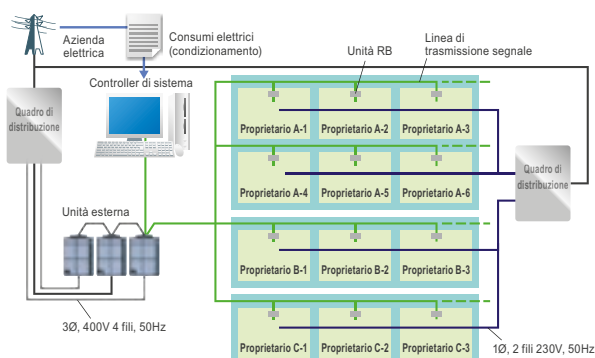 Azienda
elettrica
Consumi elettrici
(condizionamento)
Unità RB
Linea di
trasmissione segnale
Controller di sistema
Quadro di
distribuzione
Proprietario A-1
Proprietario A-2
Proprietario A-3
Quadro di
distribuzione
Proprietario A-4
Proprietario A-5
Proprietario A-6
Unità esterna
Proprietario B-1
Proprietario B-2
Proprietario B-3
3Ø, 400V 4 fili, 50Hz
Proprietario C-1
Proprietario C-2
Proprietario C-3
1Ø, 2 fili 230V, 50Hz